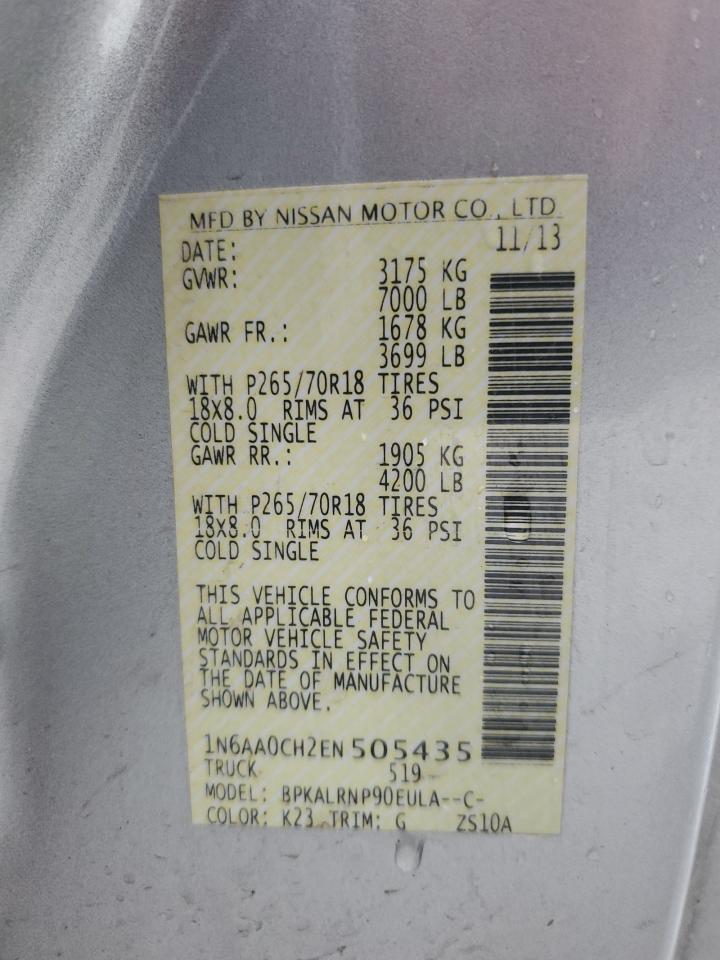 MFD BY NISSAN MOTOR CO., LTD
DATE: 11/13
GVWR: 3175 KG
7000 LB
GAWR FR.: 1678 KG
3699 LB
WITH P265/70R18 TIRES
18X8.0 RIMS AT 36 PSI
COLD SINGLE
GAWR RR.: 1905 KG
4200 LB
WITH P265/70R18 TIRES
18X8.0 RIMS AT 36 PSI
COLD SINGLE
THIS VEHICLE CONFORMS TO
ALL APPLICABLE FEDERAL
MOTOR VEHICLE SAFETY
STANDARDS IN EFFECT ON
THE DATE OF MANUFACTURE
SHOWN ABOVE.
1N6AA0CH2EN505435
TRUCK 519
MODEL: BPKALRNP90EULA--C-
COLOR: K23 TRIM: G ZS10A